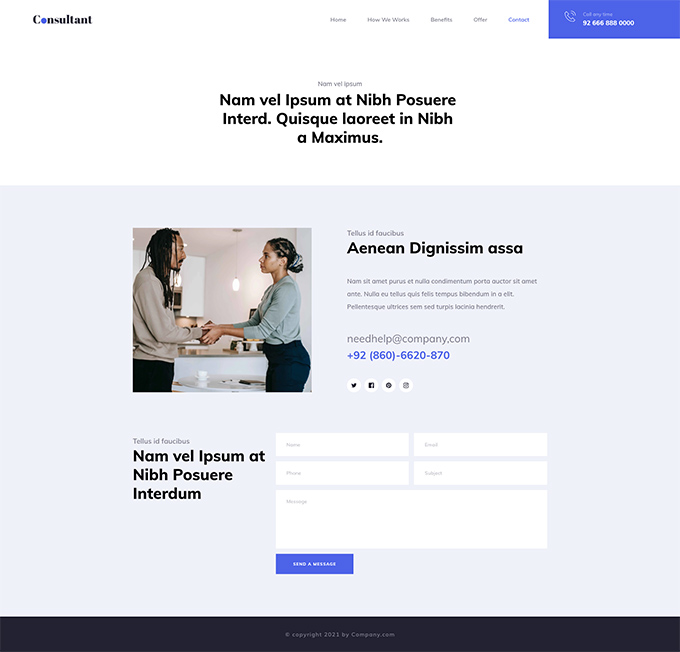 Consultant
Home How We Works Benefits Offer Contact
Call any time
92 666 888 0000
Nam vel ipsum
Nam vel Ipsum at Nibh Posuere
Interd. Quisque laoreet in Nibh
a Maximus.
Tellus id faucibus
Aenean Dignissim assa
Nam sit amet purus et nulla condimentum porta auctor sit amet
ante. Nulla eu tellus quis felis tempus bibendum in a elit.
Pellentesque ultrices sem sed turpis lacinia hendrerit.
needhelp@company,com
+92 (860)-6620-870
Tellus id faucibus
Nam vel Ipsum at
Nibh Posuere
Interdum
Name
Email
Phone
Subject
Message
SEND A MESSAGE
© copyright 2021 by Company.com